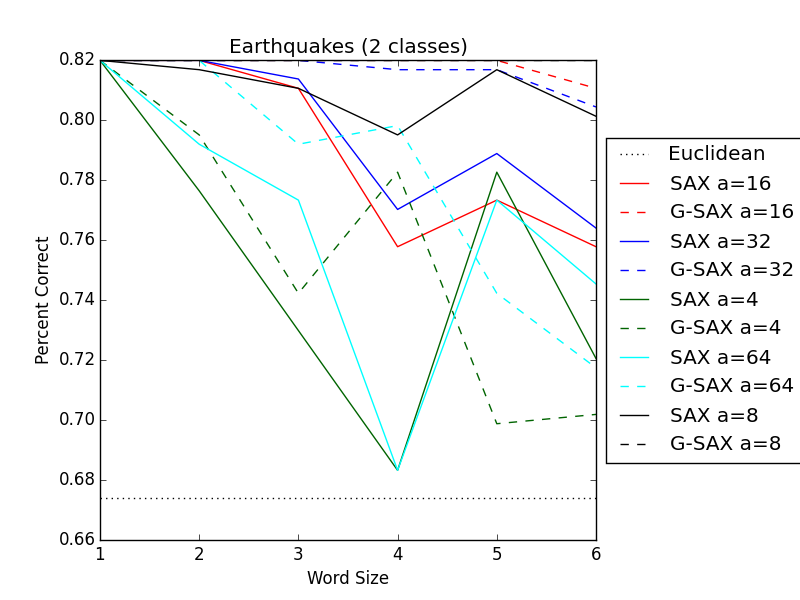 Earthquakes (2 classes)
0.82
0.80
0.78
0.76
0.74
0.72
0.70
0.68
0.66
Percent Correct
1 2 3 4 5 6
Word Size
Euclidean
SAX a=16
G-SAX a=16
SAX a=32
G-SAX a=32
SAX a=4
G-SAX a=4
SAX a=64
G-SAX a=64
SAX a=8
G-SAX a=8